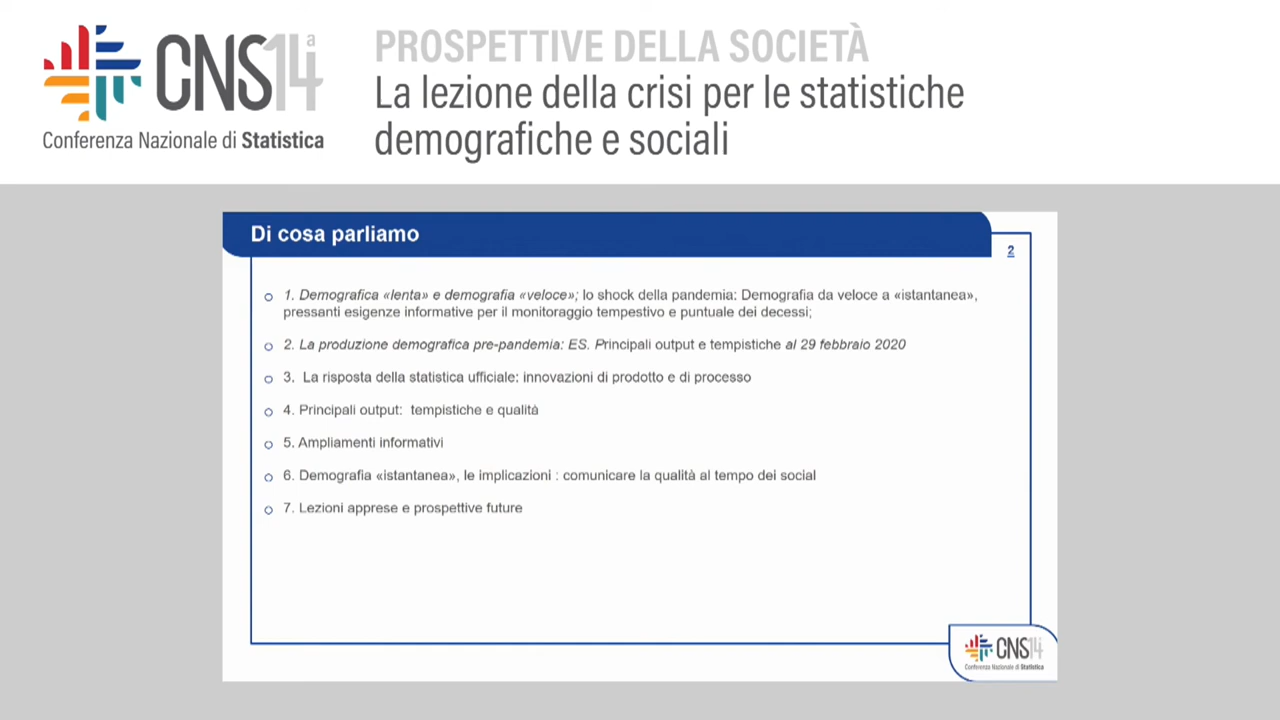 CNS14ª
Conferenza Nazionale di Statistica
PROSPETTIVE DELLA SOCIETÀ
La lezione della crisi per le statistiche
demografiche e sociali
Di cosa parliamo
2
1. Demografica «lenta» e demografia «veloce»; lo shock della pandemia: Demografia da veloce a «istantanea»,
pressanti esigenze informative per il monitoraggio tempestivo e puntuale dei decessi;
2. La produzione demografica pre-pandemia: ES. Principali output e tempistiche al 29 febbraio 2020
3. La risposta della statistica ufficiale: innovazioni di prodotto e di processo
4. Principali output: tempistiche e qualità
5. Ampliamenti informativi
6. Demografia «istantanea», le implicazioni : comunicare la qualità al tempo dei social
7. Lezioni apprese e prospettive future
CNS14
Conferenza Nazionale di Statistica